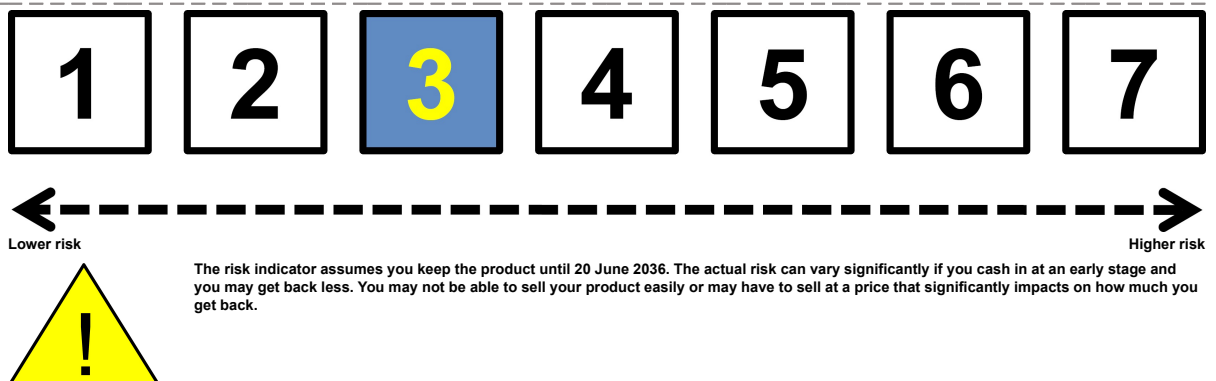 1 2 3 4 5 6 7
Lower risk Higher risk
The risk indicator assumes you keep the product until 20 June 2036. The actual risk can vary significantly if you cash in at an early stage and
you may get back less. You may not be able to sell your product easily or may have to sell at a price that significantly impacts on how much you
get back.
!